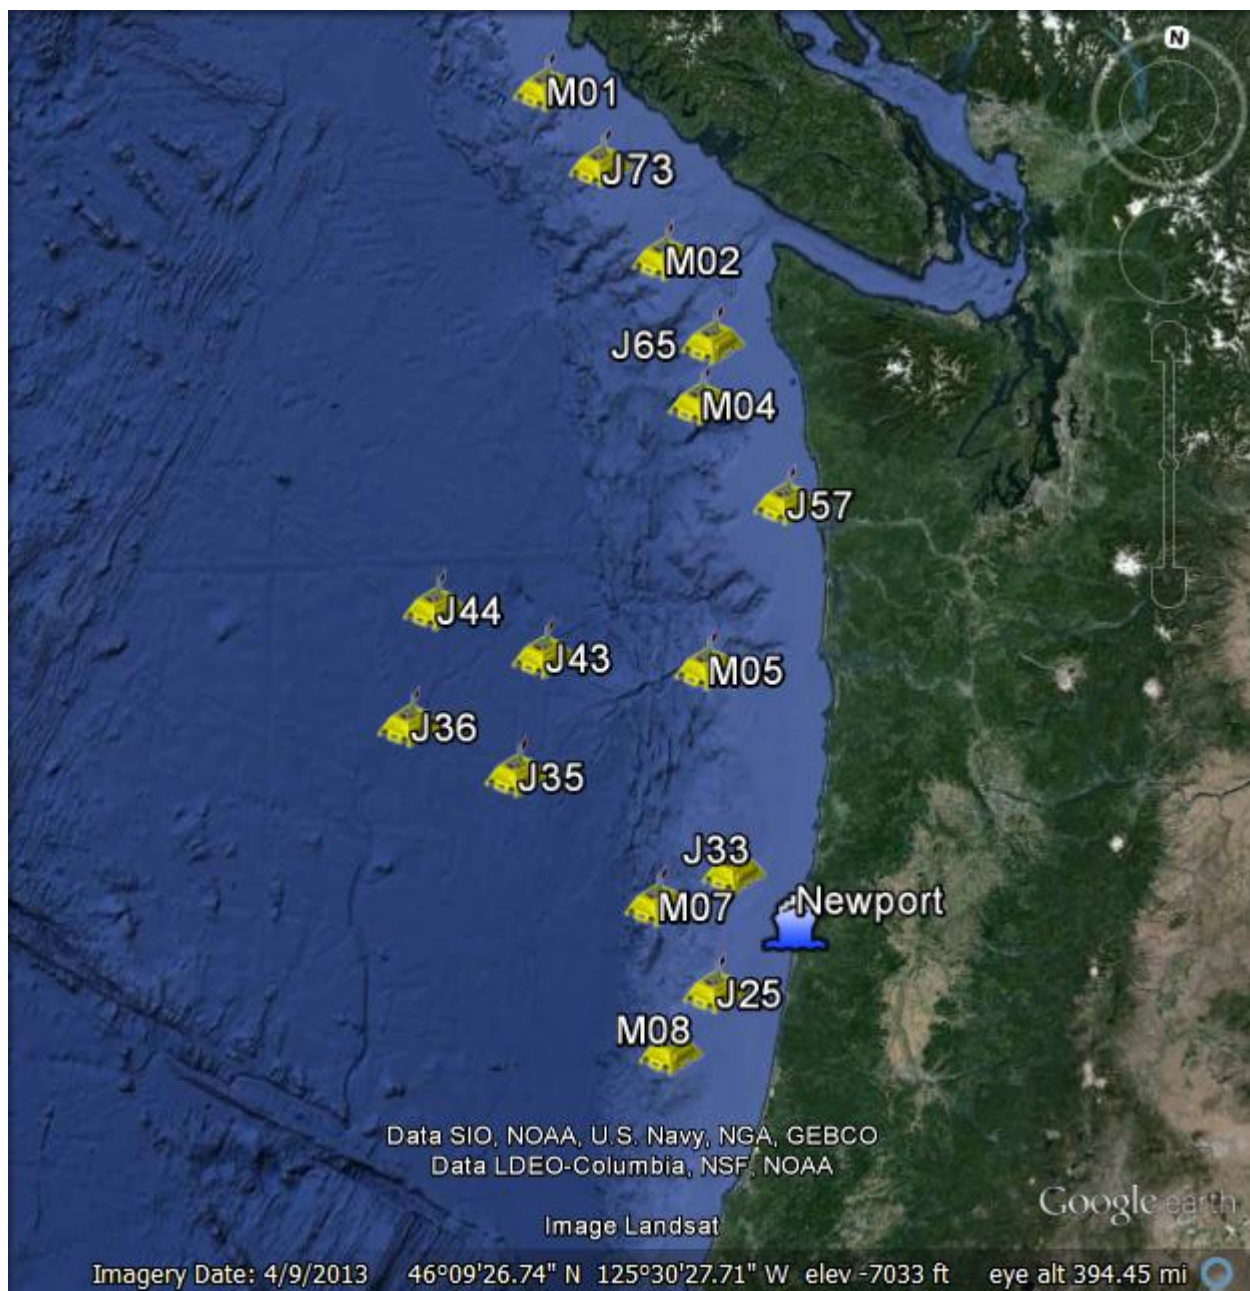 N
M01
J73
M02
J65
M04
J57
J44
J43
M05
J36
J35
J33
M07
Newport
J25
M08
Data SIO, NOAA, U.S. Navy, NGA, GEBCO
Data LDEO-Columbia, NSF, NOAA
Google earth
Image Landsat
Imagery Date: 4/9/2013 46°09'26.74" N 125°30'27.71" W elev -7033 ft eye alt 394.45 mi